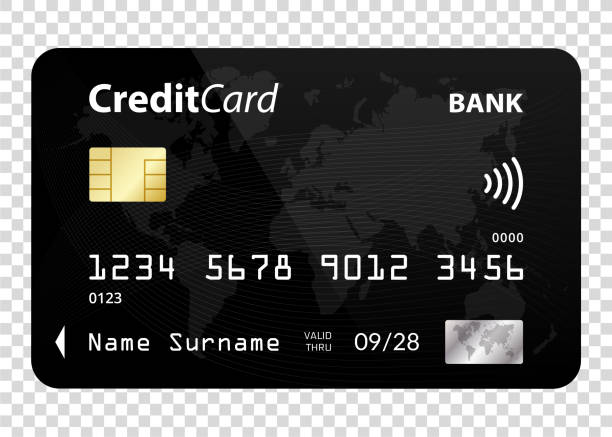 CreditCard BANK
0000
1234 5678 9012 3456
0123
Name Surname VALID THRU 09/28